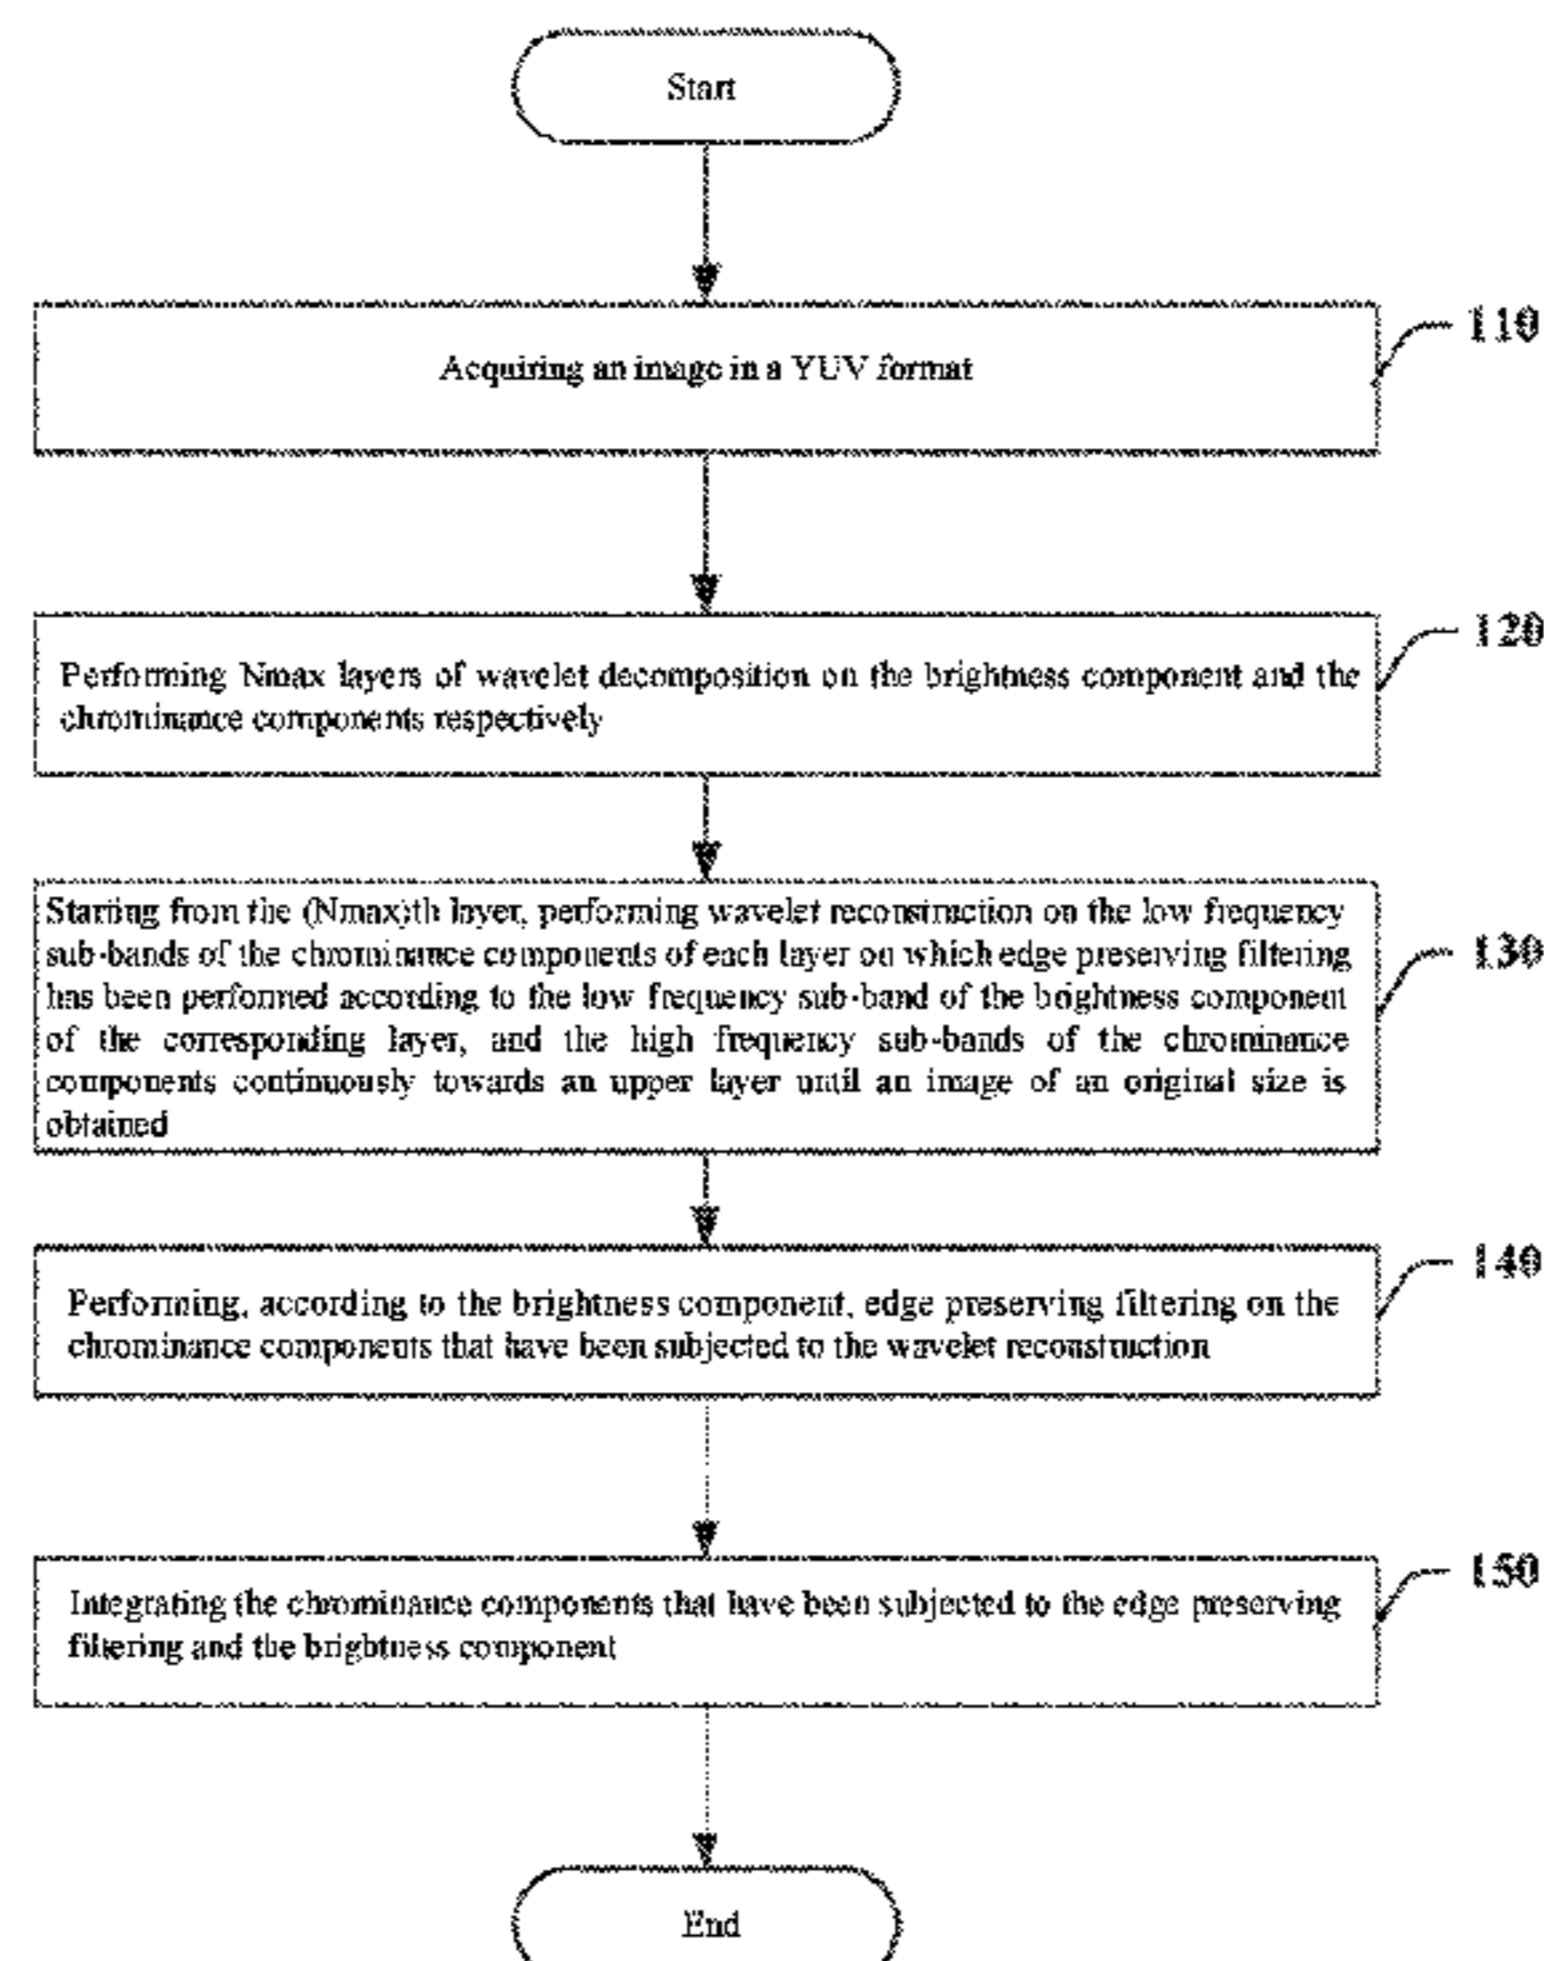 Start
110
Acquiring an image in a YUV format
120
Performing Nmax layers of wavelet decomposition on the brightness component and the
chrominance components respectively
Starting from the (Nmax)th layer, performing wavelet reconstruction on the low frequency
sub-bands of the chrominance components of each layer on which edge preserving filtering
130
has been performed according to the low frequency sub-band of the brightness component
of the corresponding layer, and the high frequency sub-bands of the chrominance
components continuously towards an upper layer until an image of an original size is
obtained
140
Performing, according to the brightness component, edge preserving filtering on the
chrominance components that have been subjected to the wavelet reconstruction
150
Integrating the chrominance components that have been subjected to the edge preserving
filtering and the brightness component
End